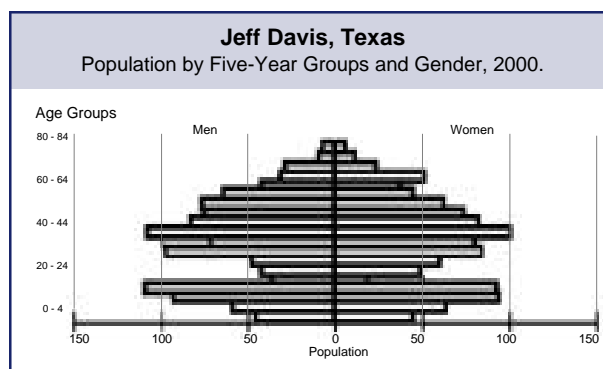 Jeff Davis, Texas
Population by Five-Year Groups and Gender, 2000.
Age Groups
Men Women
80 - 84
60 - 64
40 - 44
20 - 24
0 - 4
150 100 50 0 50 100 150
Population